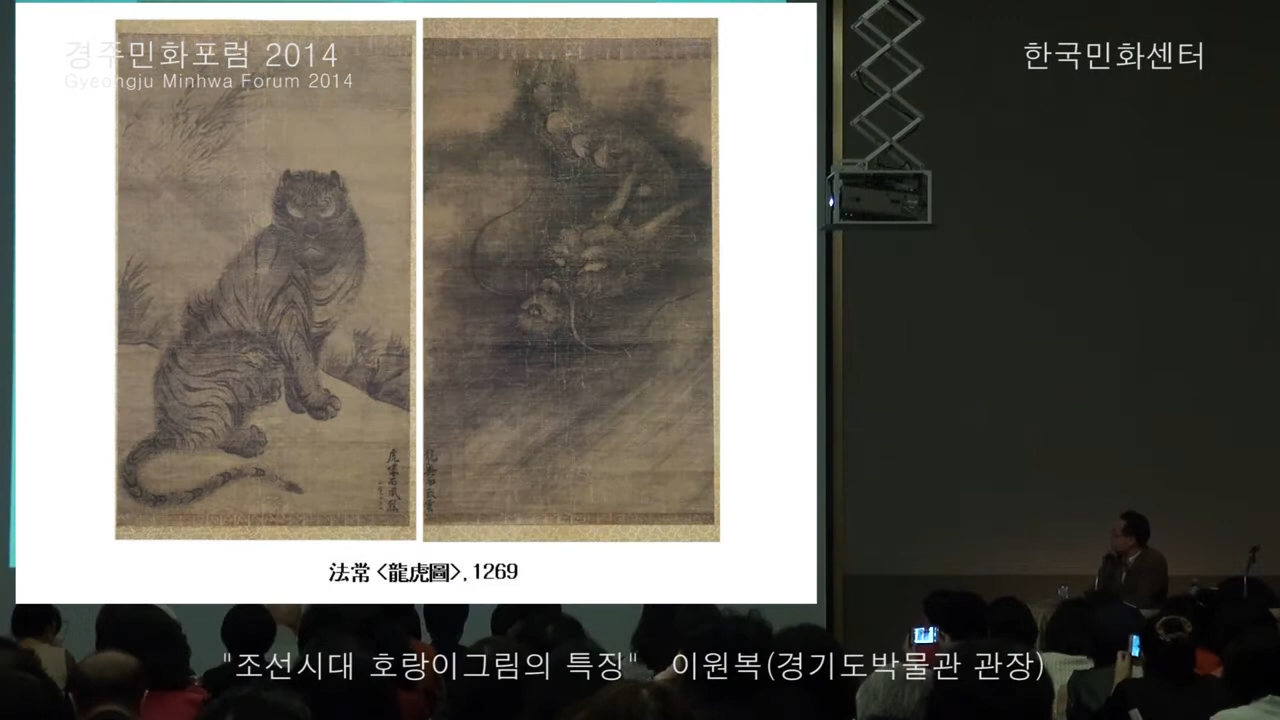 경주민화포럼 2014
Gyeongju Minhwa Forum 2014
한국민화센터
法常 <龍虎圖>, 1269
"조선시대 호랑이그림의 특징" 이원복(경기도박물관 관장)